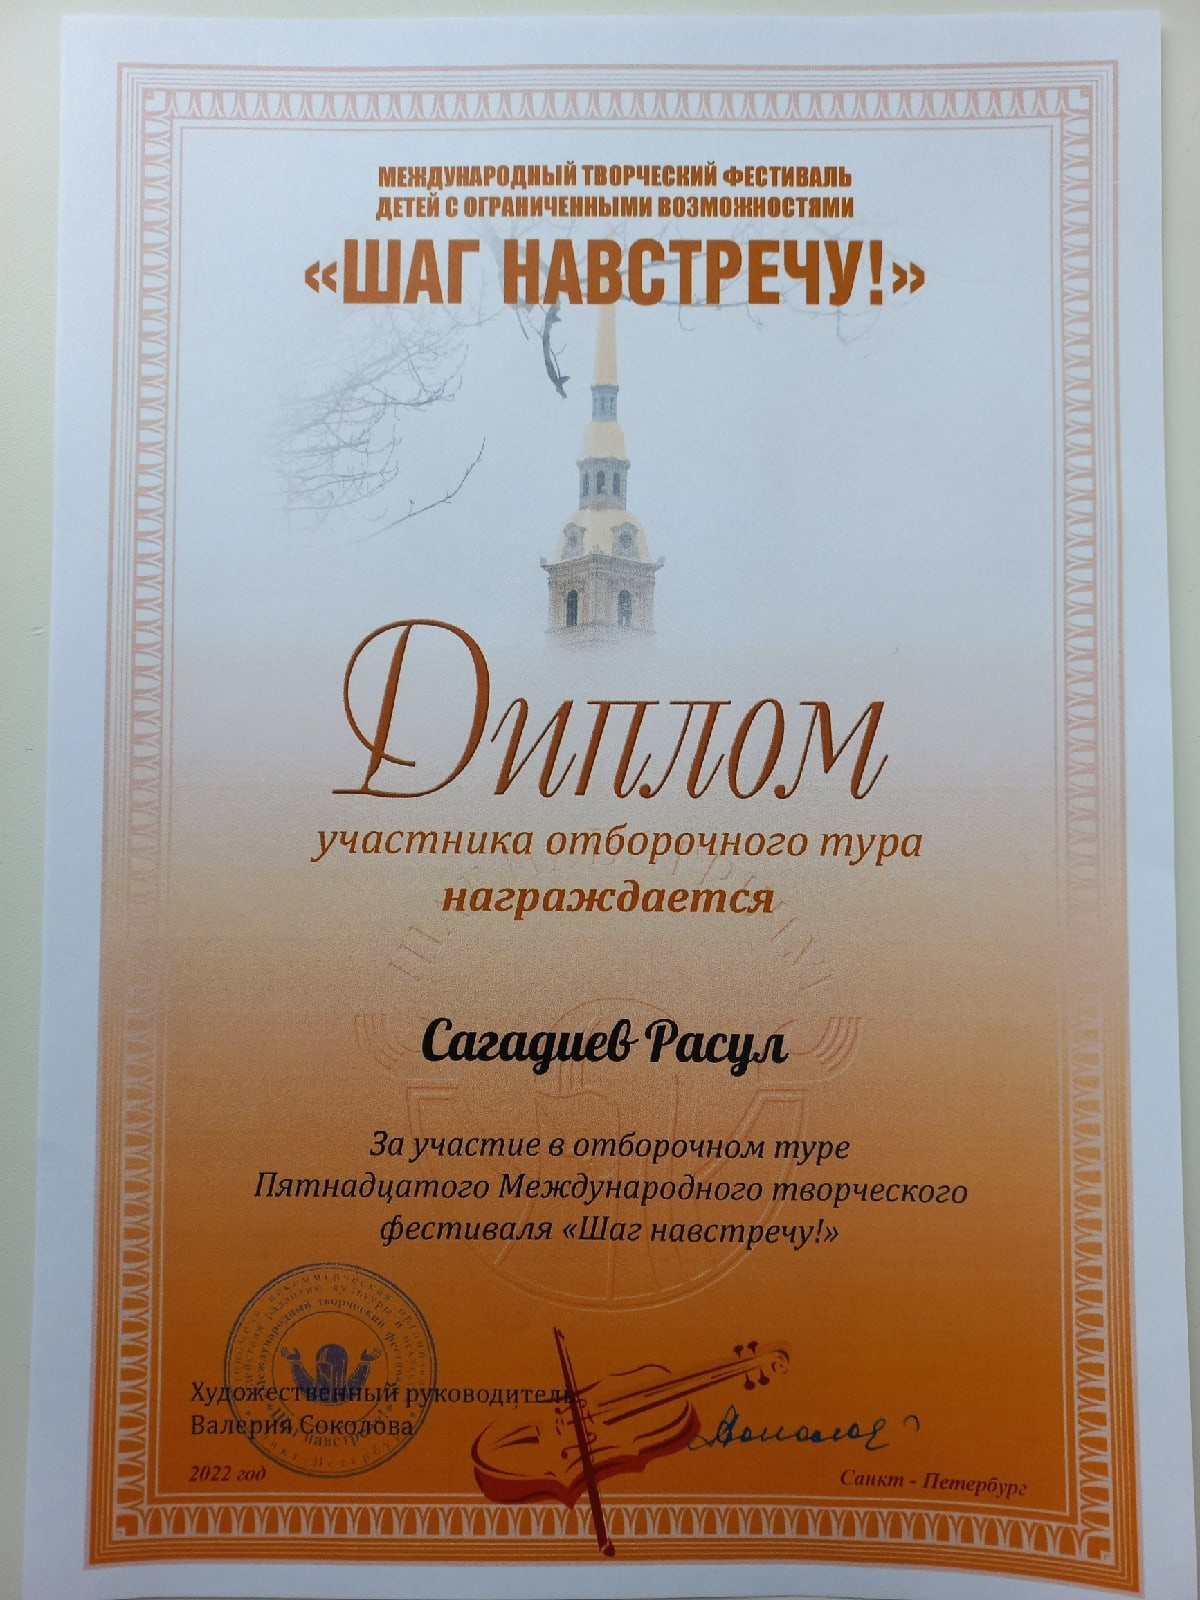 МЕЖДУНАРОДНЫЙ ТВОРЧЕСКИЙ ФЕСТИВАЛЬ
ДЕТЕЙ С ОГРАНИЧЕННЫМИ ВОЗМОЖНОСТЯМИ
«ШАГ НАВСТРЕЧУ!»
Диплом
участника отборочного тура
награждается
Сагадиев Расул
За участие в отборочном туре
Пятнадцатого Международного творческого
фестиваля «Шаг навстречу!»
Художественный руководитель
Валерия Соколова
2022 год
Санкт - Петербург